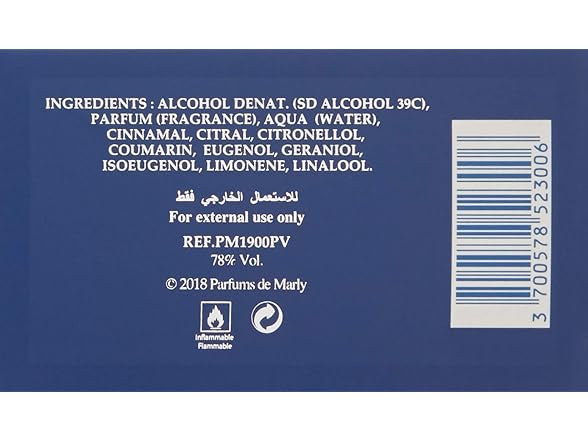 INGREDIENTS : ALCOHOL DENAT. (SD ALCOHOL 39C),
PARFUM (FRAGRANCE), AQUA (WATER),
CINNAMAL, CITRAL, CITRONELLOL,
COUMARIN, EUGENOL, GERANIOL,
ISOEUGENOL, LIMONENE, LINALOOL.
للاستعمال الخارجي فقط
For external use only
REF.PM1900PV
78% Vol.
© 2018 Parfums de Marly
Inflammable
Flammable
3 700578 523006